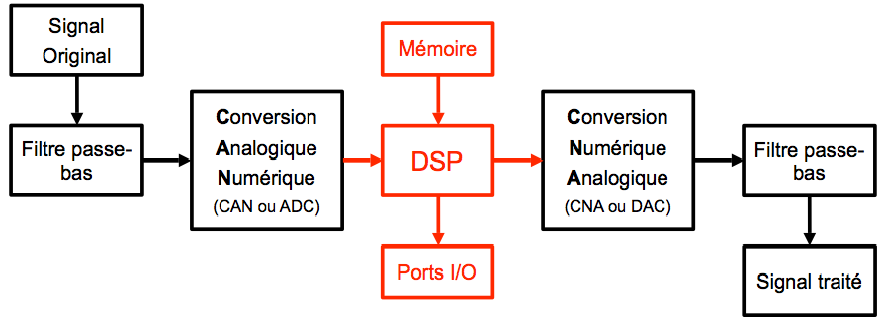 Signal
Original
Filtre passe-
bas
Conversion
Analogique
Numérique
(CAN ou ADC)
Mémoire
DSP
Ports I/O
Conversion
Numérique
Analogique
(CNA ou DAC)
Filtre passe-
bas
Signal traité